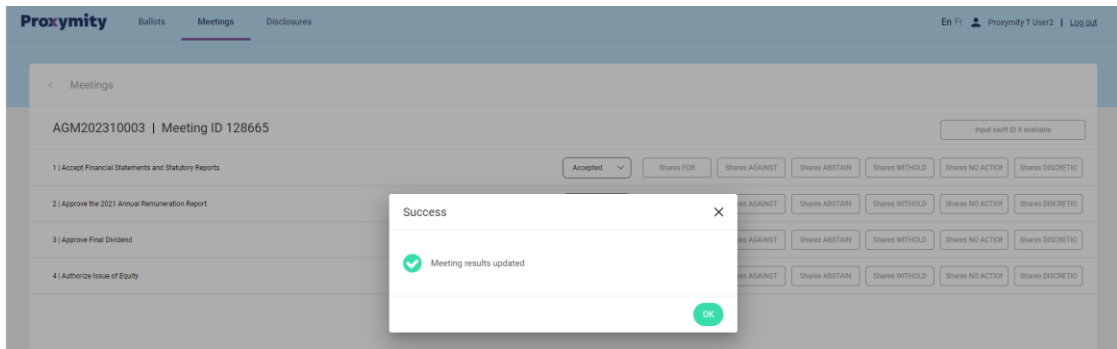 Proxymity Ballots Meetings Disclosures En Fr Proxymity T User2 | Log out
< Meetings
AGM202310003 | Meeting ID 128665 Input swift ID if available
1 | Accept Financial Statements and Statutory Reports Accepted Shares FOR Shares AGAINST Shares ABSTAIN Shares WITHOLD Shares NO ACTION Shares DISCRETIO
2 | Approve the 2021 Annual Remuneration Report es AGAINST Shares ABSTAIN Shares WITHOLD Shares NO ACTION Shares DISCRETIO
3 | Approve Final Dividend es AGAINST Shares ABSTAIN Shares WITHOLD Shares NO ACTION Shares DISCRETIO
4 | Authorize Issue of Equity es AGAINST Shares ABSTAIN Shares WITHOLD Shares NO ACTION Shares DISCRETIO
Success
Meeting results updated
OK